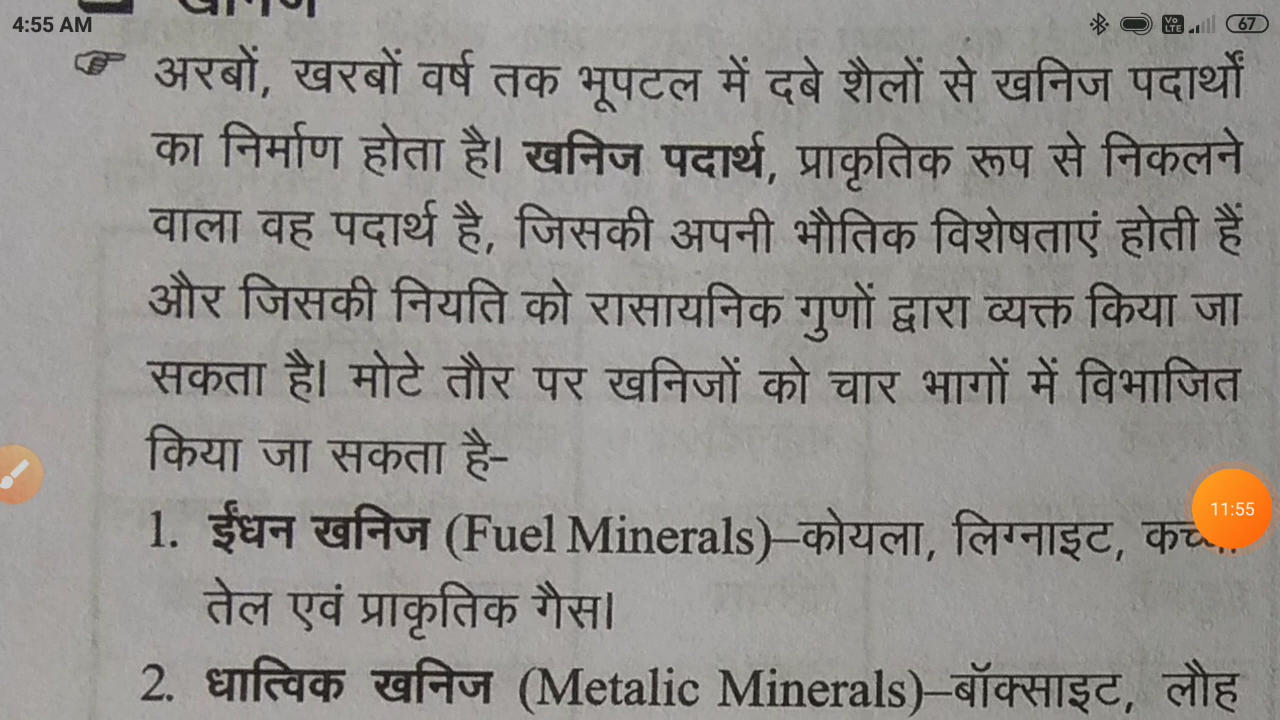 4:55 AM
67
खनिज
अरबों, खरबों वर्ष तक भूपटल में दबे शैलों से खनिज पदार्थों
का निर्माण होता है। खनिज पदार्थ, प्राकृतिक रूप से निकलने
वाला वह पदार्थ है, जिसकी अपनी भौतिक विशेषताएं होती हैं
और जिसकी नियति को रासायनिक गुणों द्वारा व्यक्त किया जा
सकता है। मोटे तौर पर खनिजों को चार भागों में विभाजित
किया जा सकता है-
1. ईंधन खनिज (Fuel Minerals)–कोयला, लिग्नाइट,
11:55
तेल एवं प्राकृतिक गैस।
2. धात्विक खनिज (Metalic Minerals)–बॉक्साइट, लौह